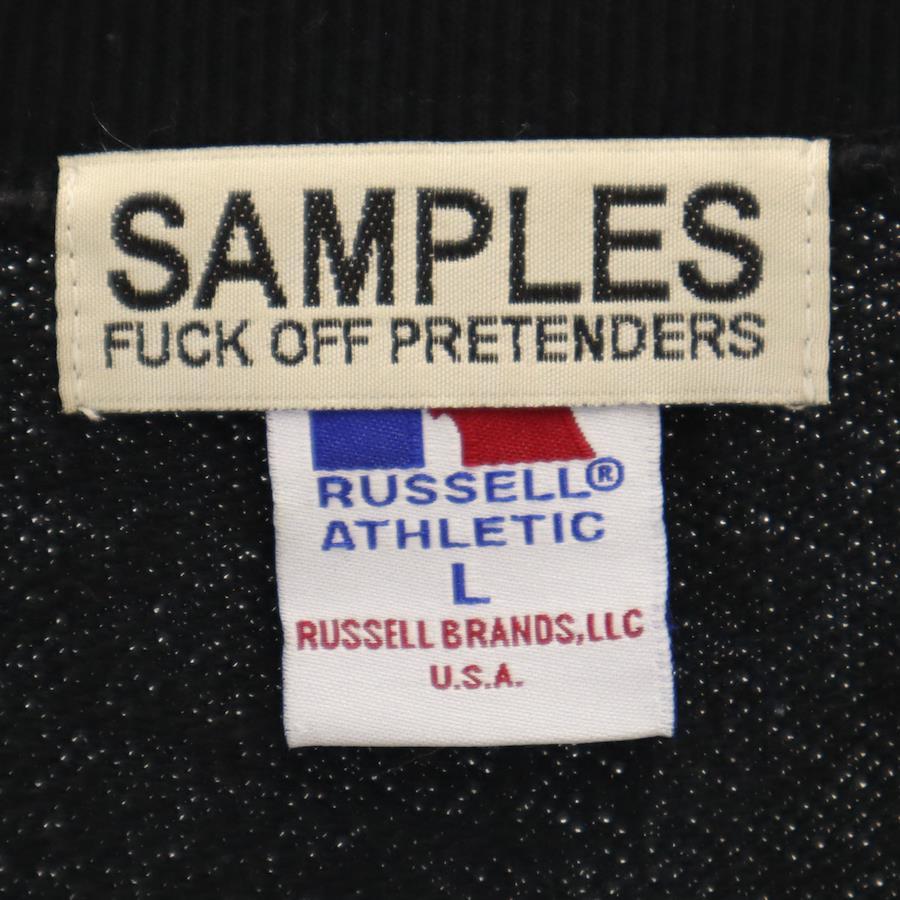 SAMPLES
FUCK OFF PRETENDERS
RUSSELL®
ATHLETIC
L
RUSSELL BRANDS,LLC
U.S.A.